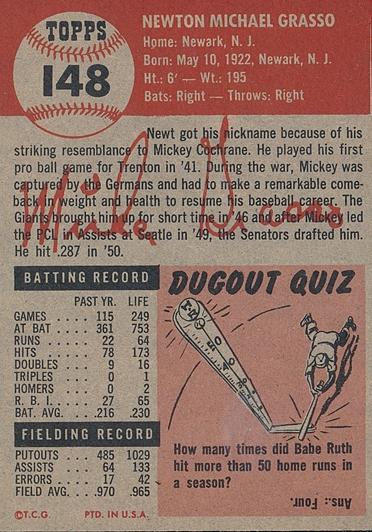 TOPPS
148
NEWTON MICHAEL GRASSO
Home: Newark, N. J.
Born: May 10, 1922, Newark, N. J.
Ht.: 6' — Wt.: 195
Bats: Right — Throws: Right
Newt got his nickname because of his
striking resemblance to Mickey Cochrane. He played his first
pro ball game for Trenton in '41. During the war, Mickey was
captured by the Germans and had to make a remarkable come-
back in weight and health to resume his baseball career. The
Giants brought him up for short time in '46 and after Mickey led
the PCL in assists at Seatle in '49, the Senators drafted him.
He hit .287 in '50.
Mickey Grasso
BATTING RECORD
PAST YR. LIFE
GAMES . . . . 115 249
AT BAT . . . . 361 753
RUNS . . . . . 22 64
HITS . . . . . 78 173
DOUBLES . . . 9 16
TRIPLES . . . . 0 1
HOMERS . . . . 0 2
R. B. I. . . . . . 27 65
BAT. AVG. . . . .216 .230
FIELDING RECORD
PUTOUTS . . . . 485 1029
ASSISTS . . . . 64 133
ERRORS . . . . 17 42
FIELD AVG. . . . .970 .965
©T.C.G. PTD. IN U.S.A.
DUGOUT QUIZ
How many times did Babe Ruth
hit more than 50 home runs in
a season?
Ans.: Four.